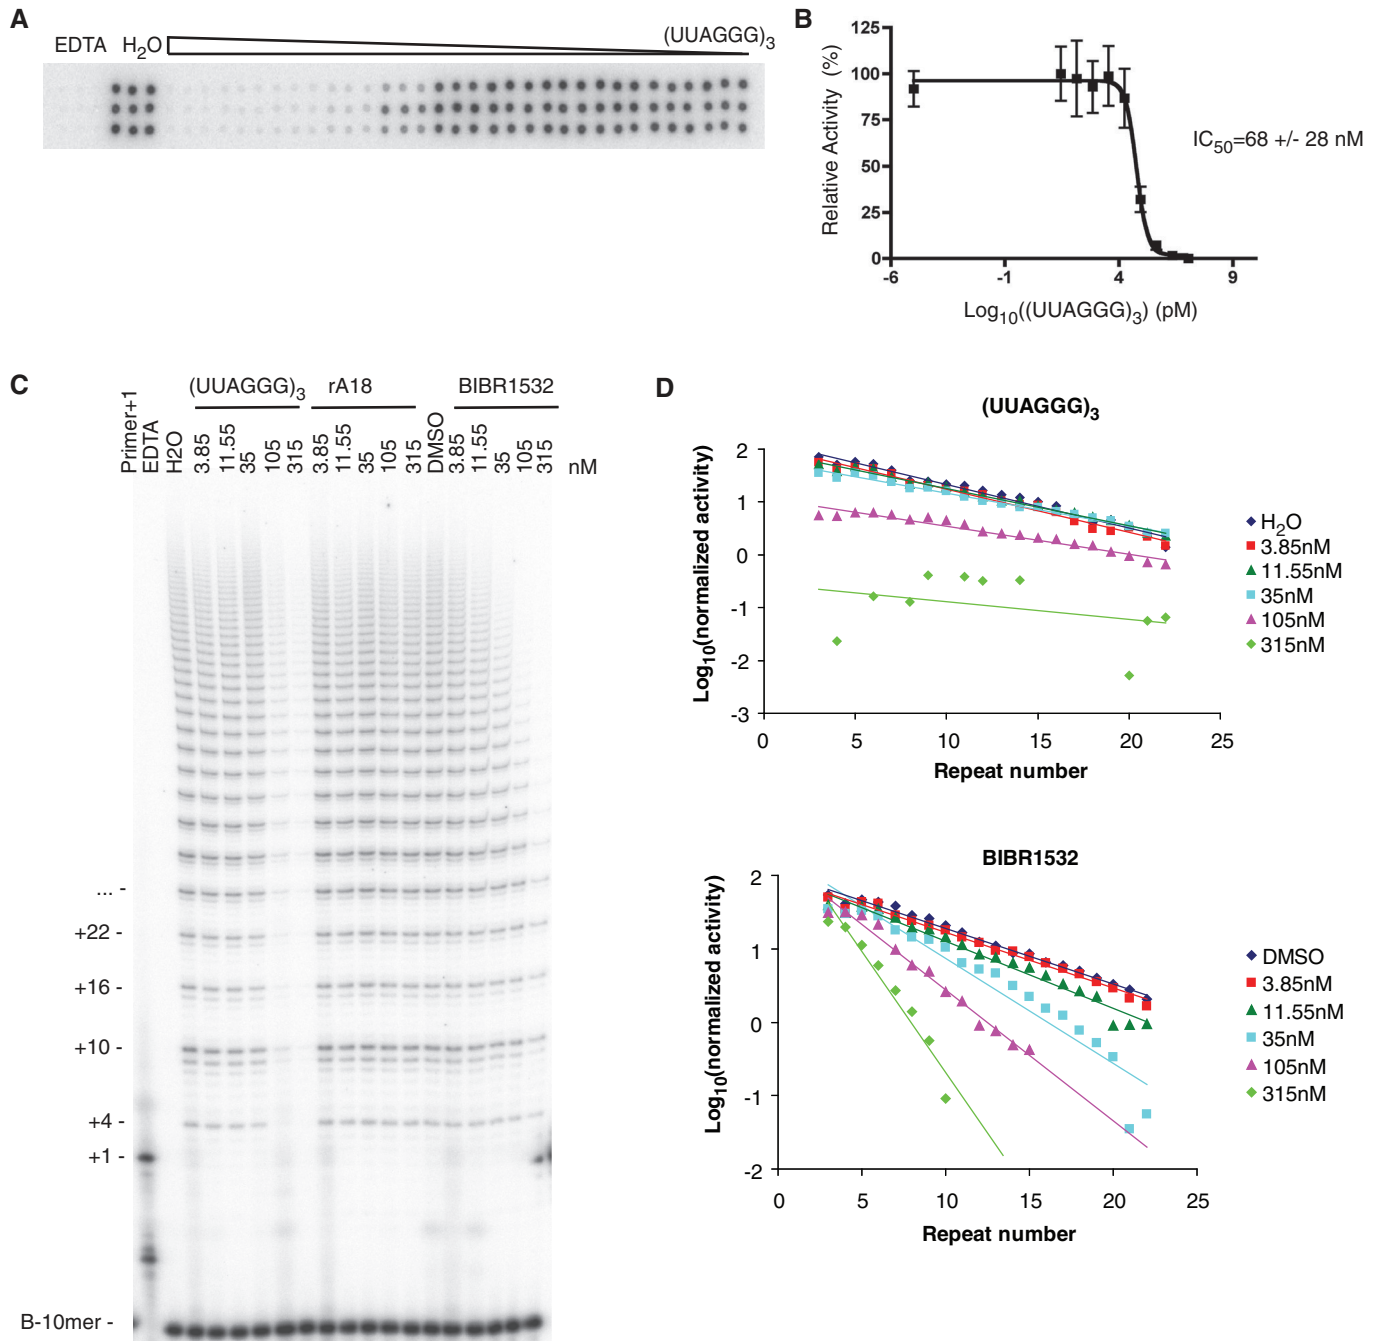 A
EDTA H2O (UUAGGG)3
B
125
100
75
50
25
0
-6 -1 4 9
Relative Activity (%)
Log10((UUAGGG)3) (pM)
IC50=68 +/- 28 nM
C
(UUAGGG)3 rA18 BIBR1532
Primer+1
EDTA
H2O
3.85
11.55
35
105
315
3.85
11.55
35
105
315
DMSO
3.85
11.55
35
105
315
nM
... -
+22 -
+16 -
+10 -
+4 -
+1 -
B-10mer -
D
(UUAGGG)3
Log10(normalized activity)
2
1
0
-1
-2
-3
0 5 10 15 20 25
Repeat number
H2O
3.85nM
11.55nM
35nM
105nM
315nM
BIBR1532
Log10(normalized activity)
2
1
0
-1
-2
0 5 10 15 20 25
Repeat number
DMSO
3.85nM
11.55nM
35nM
105nM
315nM